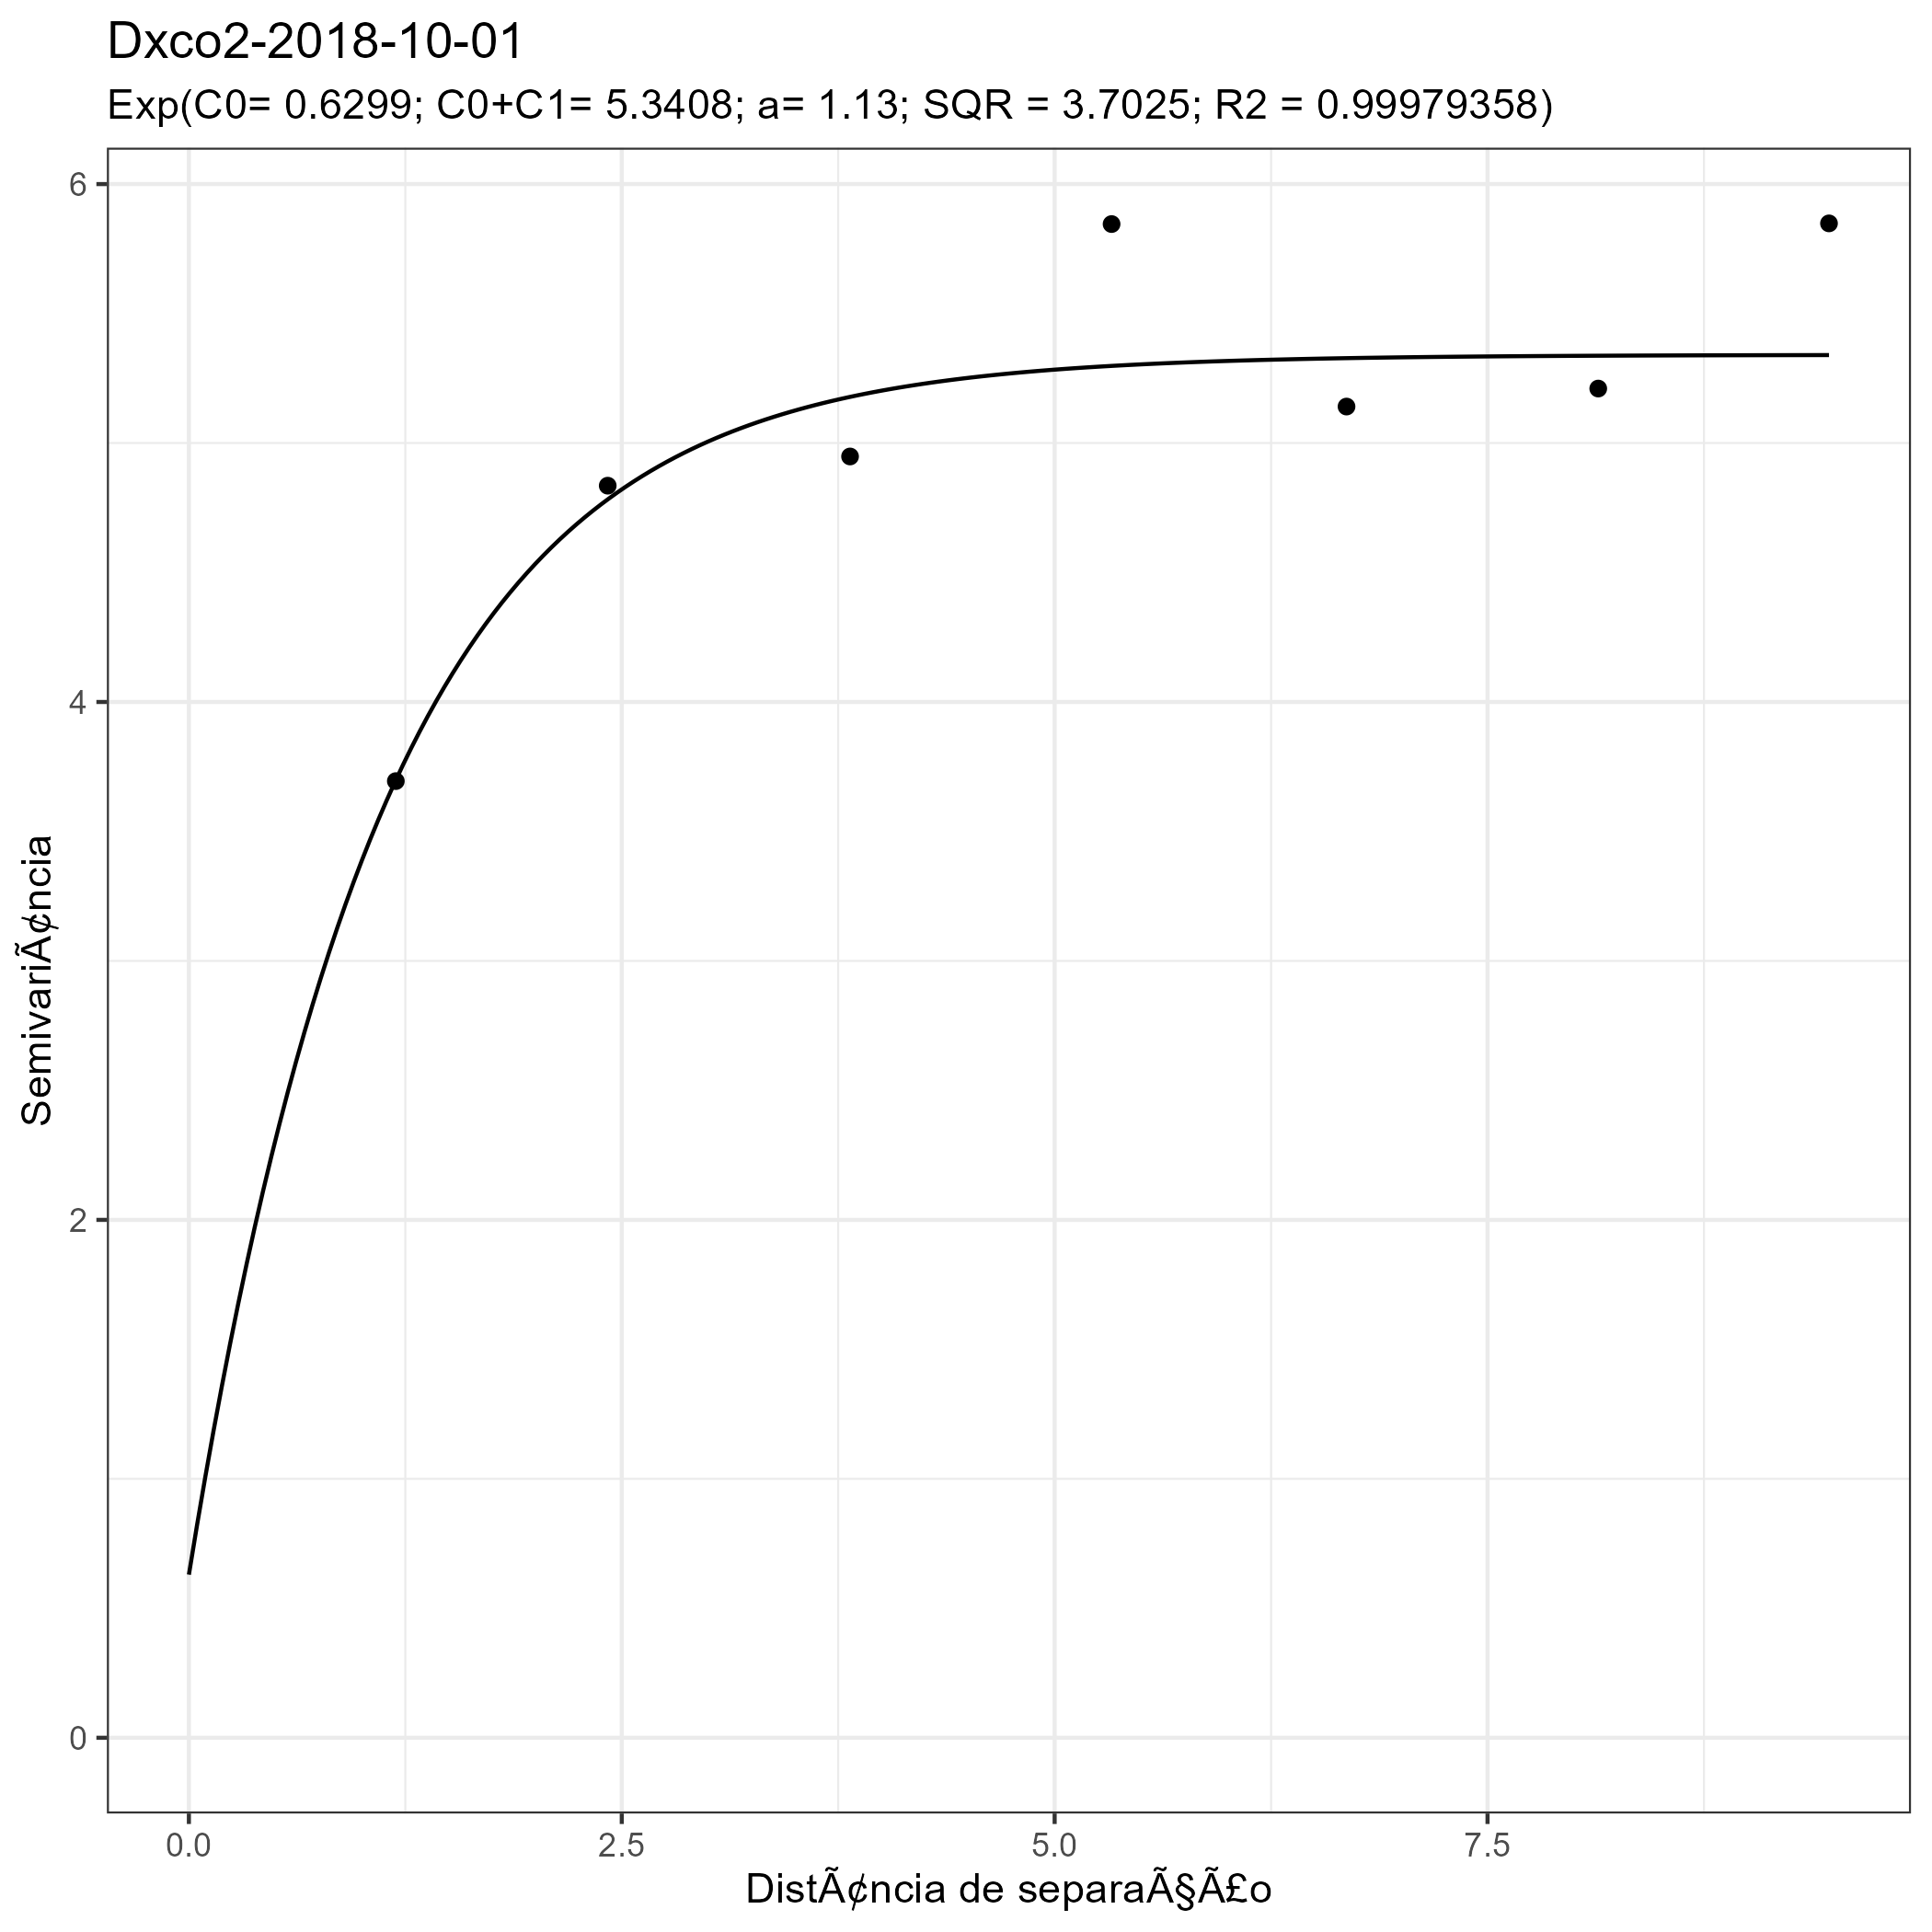 Dxco2-2018-10-01
Exp(C0= 0.6299; C0+C1= 5.3408; a= 1.13; SQR = 3.7025; R2 = 0.99979358)
6
4
2
0
SemivariÃ¢ncia
0.0 2.5 5.0 7.5
DistÃ¢ncia de separaÃ§Ã£o